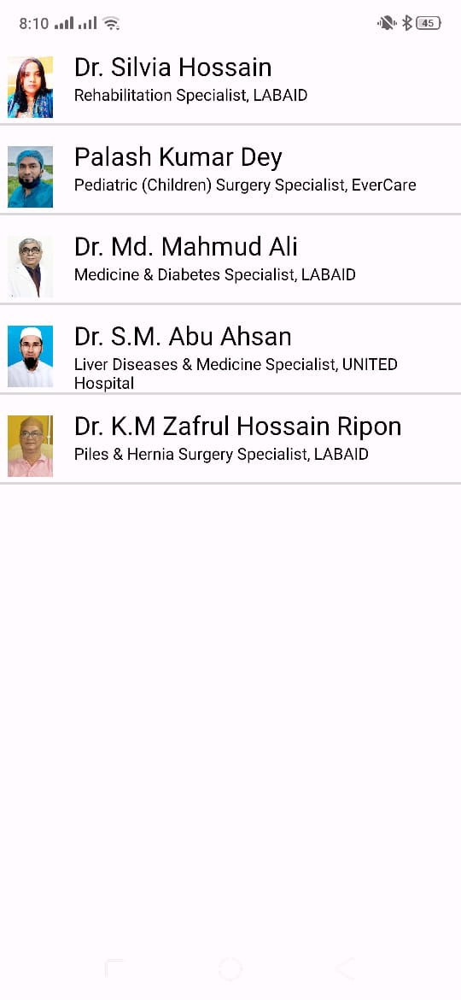 8:10
45
Dr. Silvia Hossain
Rehabilitation Specialist, LABAID
Palash Kumar Dey
Pediatric (Children) Surgery Specialist, EverCare
Dr. Md. Mahmud Ali
Medicine & Diabetes Specialist, LABAID
Dr. S.M. Abu Ahsan
Liver Diseases & Medicine Specialist, UNITED
Hospital
Dr. K.M Zafrul Hossain Ripon
Piles & Hernia Surgery Specialist, LABAID